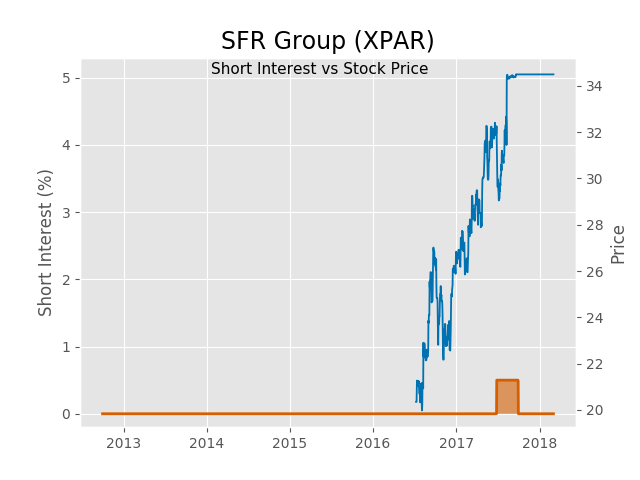 SFR Group (XPAR)
Short Interest vs Stock Price
Short Interest (%)
5
4
3
2
1
0
34
32
30
28
26
24
22
20
Price
2013 2014 2015 2016 2017 2018